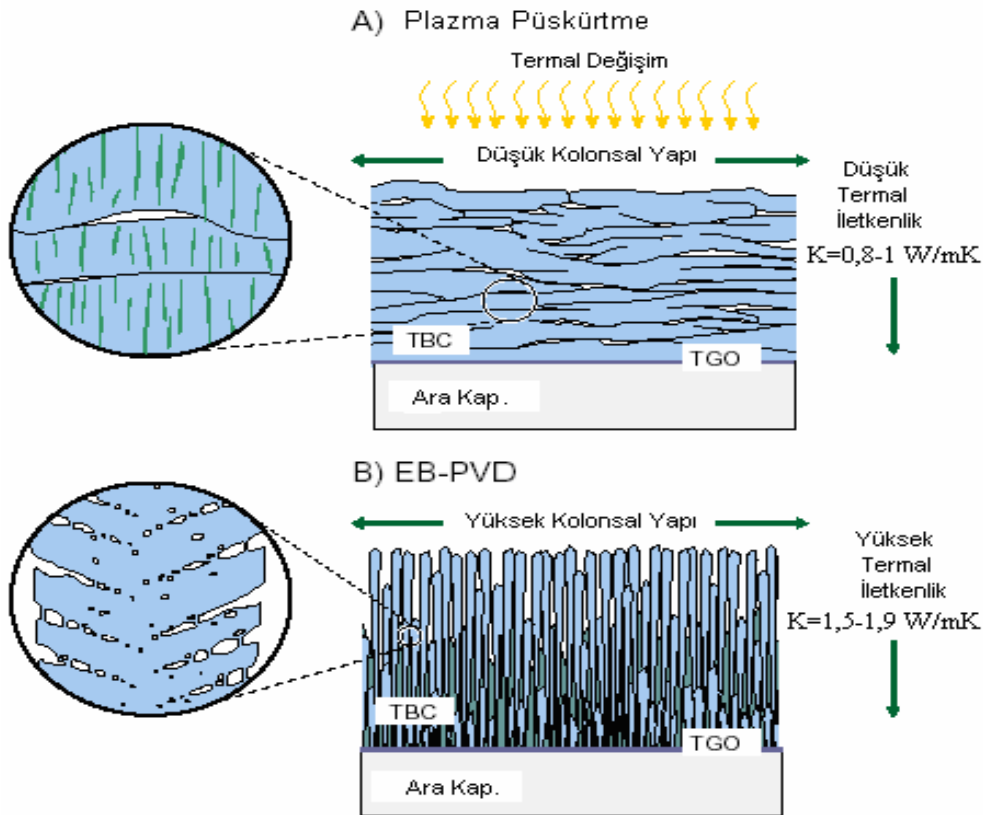 A) Plazma Püskürtme
Termal Değişim
Düşük Kolonsal Yapı
Düşük
Termal
İletkenlik
K=0,8-1 W/mK
TBC
TGO
Ara Kap.
B) EB-PVD
Yüksek Kolonsal Yapı
Yüksek
Termal
İletkenlik
K=1,5-1,9 W/mK
TBC
TGO
Ara Kap.